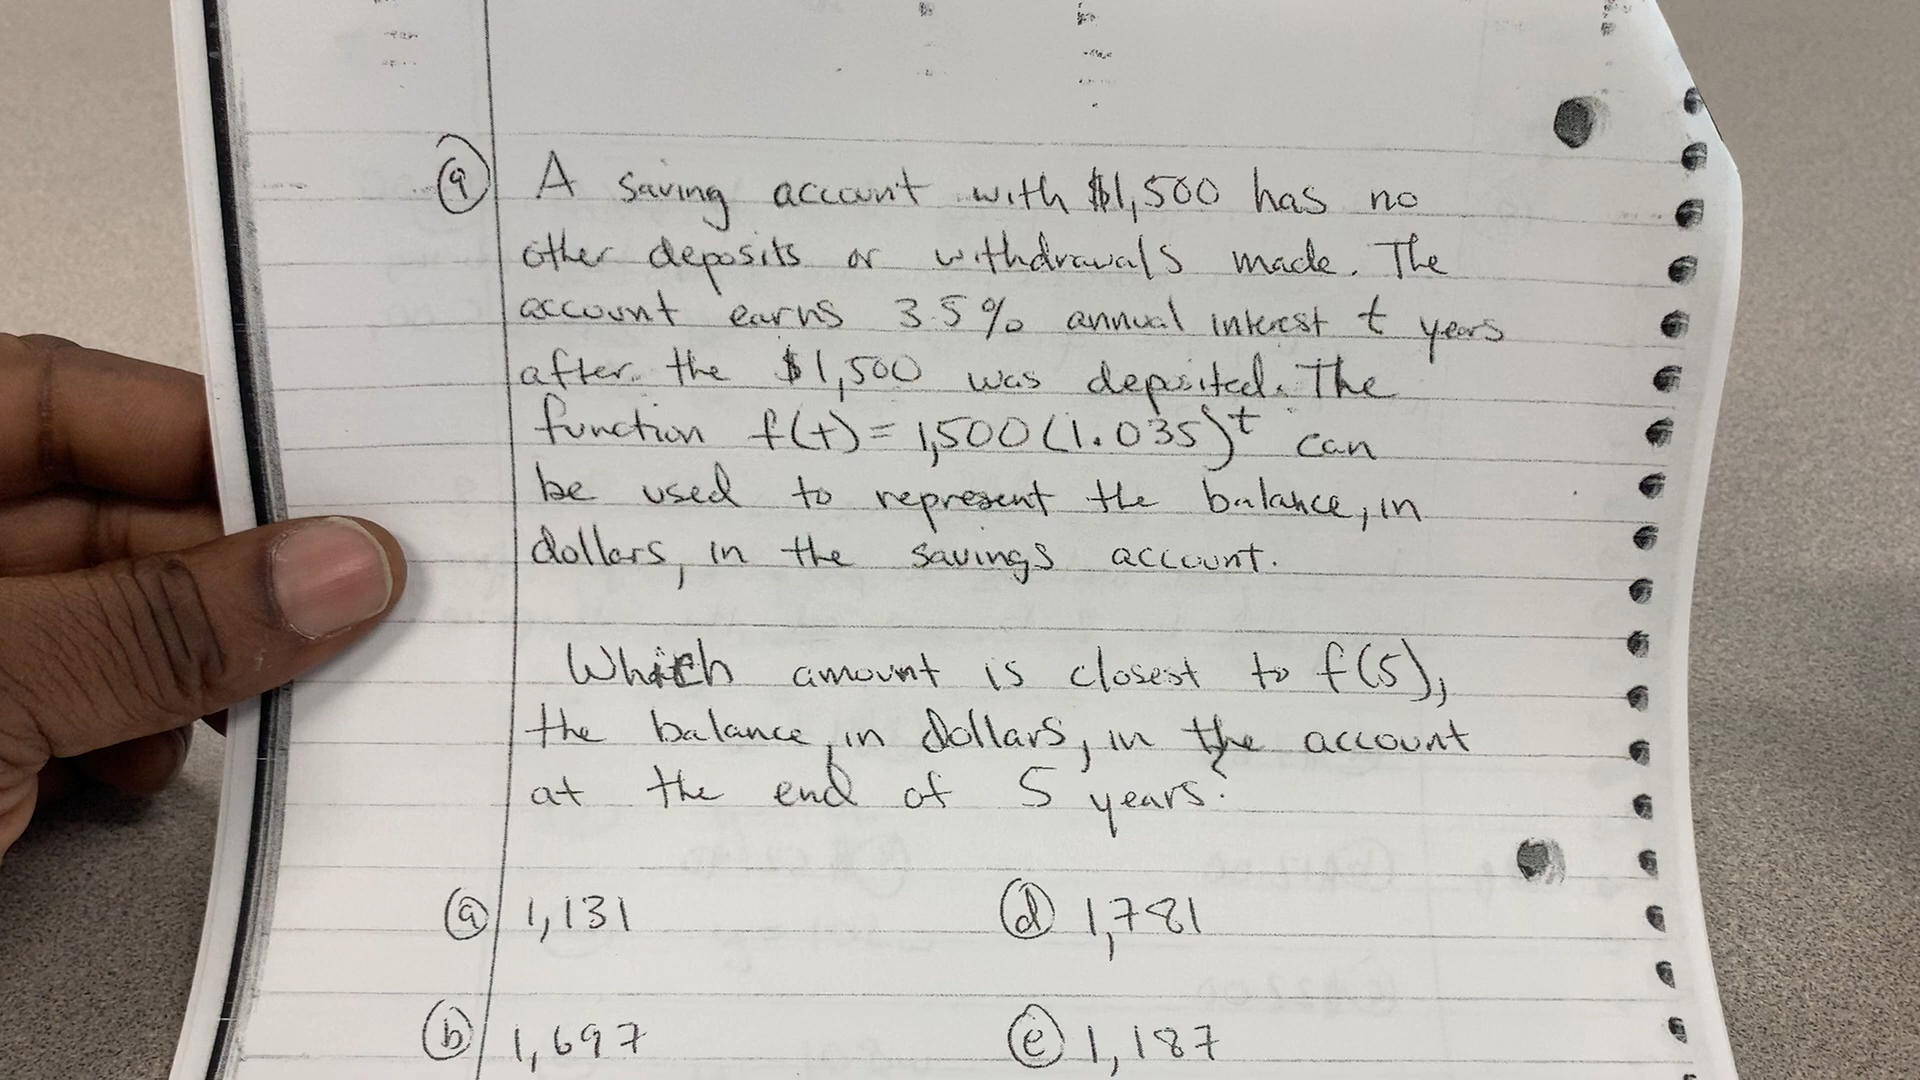 9 A saving account with $1,500 has no
other deposits or withdrawals made. The
account earns 3.5% annual interest t years
after the $1,500 was deposited. The
function f(t) = 1,500(1.035)^t can
be used to represent the balance, in
dollars, in the savings account.
Which amount is closest to f(5),
the balance, in dollars, in the account
at the end of 5 years?
a 1,131 d 1,781
b 1,697 e 1,187